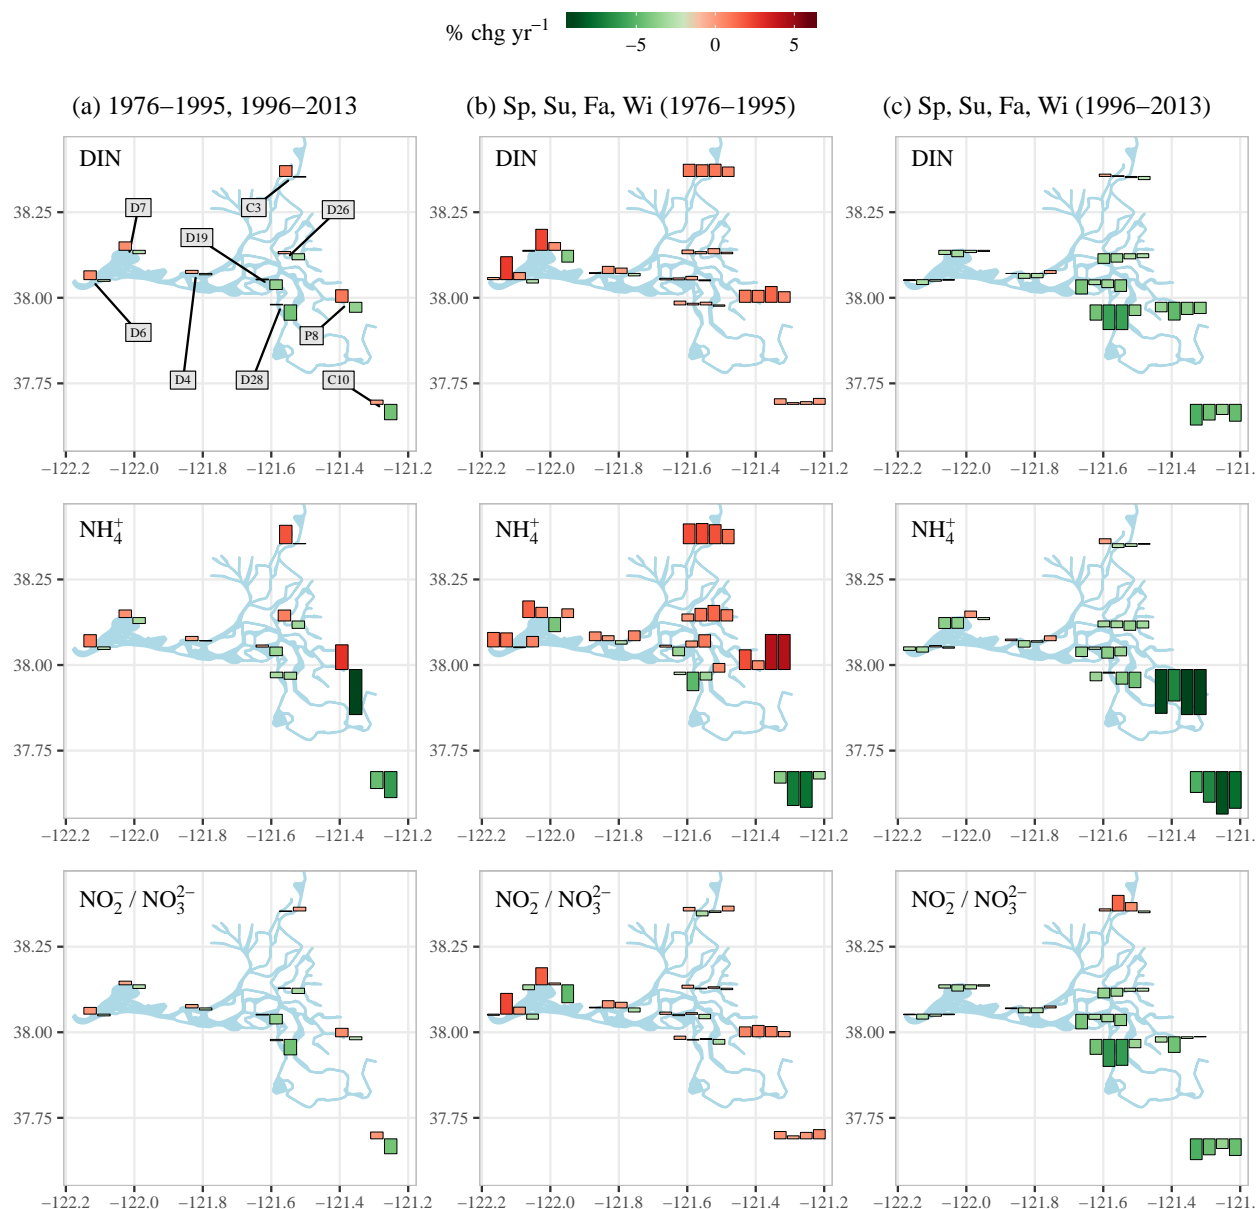 % chg yr⁻¹
−5 0 5
(a) 1976–1995, 1996–2013
(b) Sp, Su, Fa, Wi (1976–1995)
(c) Sp, Su, Fa, Wi (1996–2013)
DIN
DIN
DIN
D7
C3
D26
D19
D6
D4
D28
P8
C10
38.25
38.00
37.75
−122.2 −122.0 −121.8 −121.6 −121.4 −121.2
−122.2 −122.0 −121.8 −121.6 −121.4 −121.2
−122.2 −122.0 −121.8 −121.6 −121.4 −121.
38.25
38.00
37.75
38.25
38.00
37.75
NH₄⁺
NH₄⁺
NH₄⁺
38.25
38.00
37.75
38.25
38.00
37.75
38.25
38.00
37.75
−122.2 −122.0 −121.8 −121.6 −121.4 −121.2
−122.2 −122.0 −121.8 −121.6 −121.4 −121.2
−122.2 −122.0 −121.8 −121.6 −121.4 −121.
NO₂⁻ / NO₃²⁻
NO₂⁻ / NO₃²⁻
NO₂⁻ / NO₃²⁻
38.25
38.00
37.75
38.25
38.00
37.75
38.25
38.00
37.75
−122.2 −122.0 −121.8 −121.6 −121.4 −121.2
−122.2 −122.0 −121.8 −121.6 −121.4 −121.2
−122.2 −122.0 −121.8 −121.6 −121.4 −121.